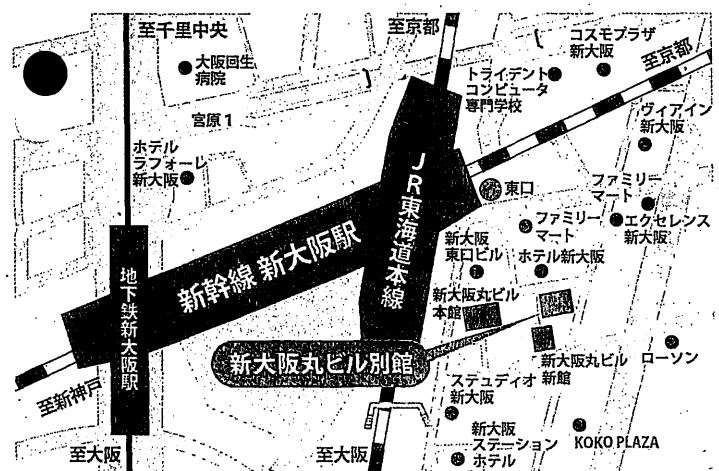 至千里中央
大阪回生
病院
宮原1
ホテル
ラフォーレ
新大阪
至京都
コスモプラザ
新大阪
至京都
トライデント
コンピュータ
専門学校
ヴィアイン
新大阪
東口
ファミリー
マート
エクセレンス
新大阪
ファミリー
マート
新大阪
東口ビル
ホテル新大阪
JR東海道本線
新幹線 新大阪駅
地下鉄新大阪駅
新大阪丸ビル
本館
新大阪丸ビル別館
新大阪丸ビル
新館
ローソン
至新神戸
ステュディオ
新大阪
新大阪
ステーション
ホテル
KOKO PLAZA
至大阪
至大阪